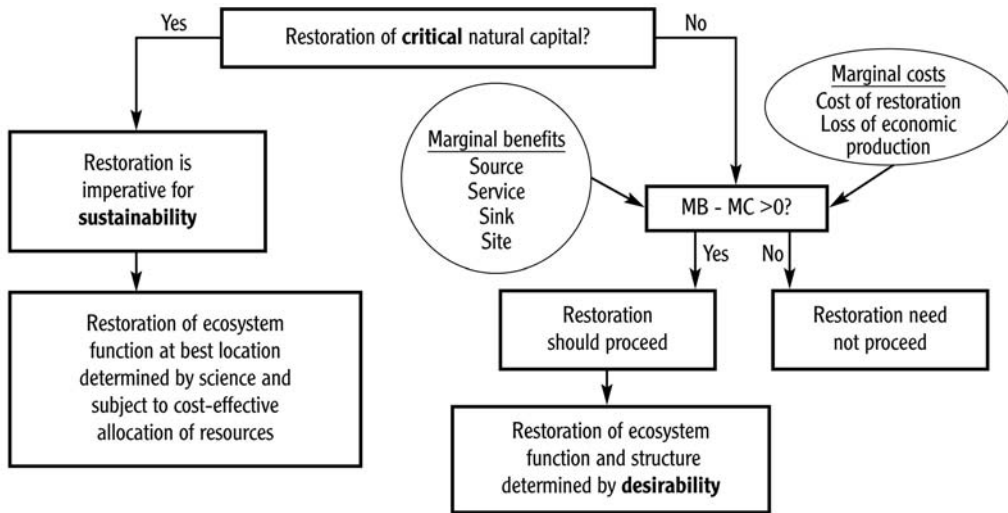 Yes
Restoration of critical natural capital?
No
Marginal costs
Cost of restoration
Loss of economic
production
Restoration is
imperative for
sustainability
Marginal benefits
Source
Service
Sink
Site
MB - MC >0?
Yes
No
Restoration of ecosystem
function at best location
determined by science and
subject to cost-effective
allocation of resources
Restoration
should proceed
Restoration need
not proceed
Restoration of ecosystem
function and structure
determined by desirability